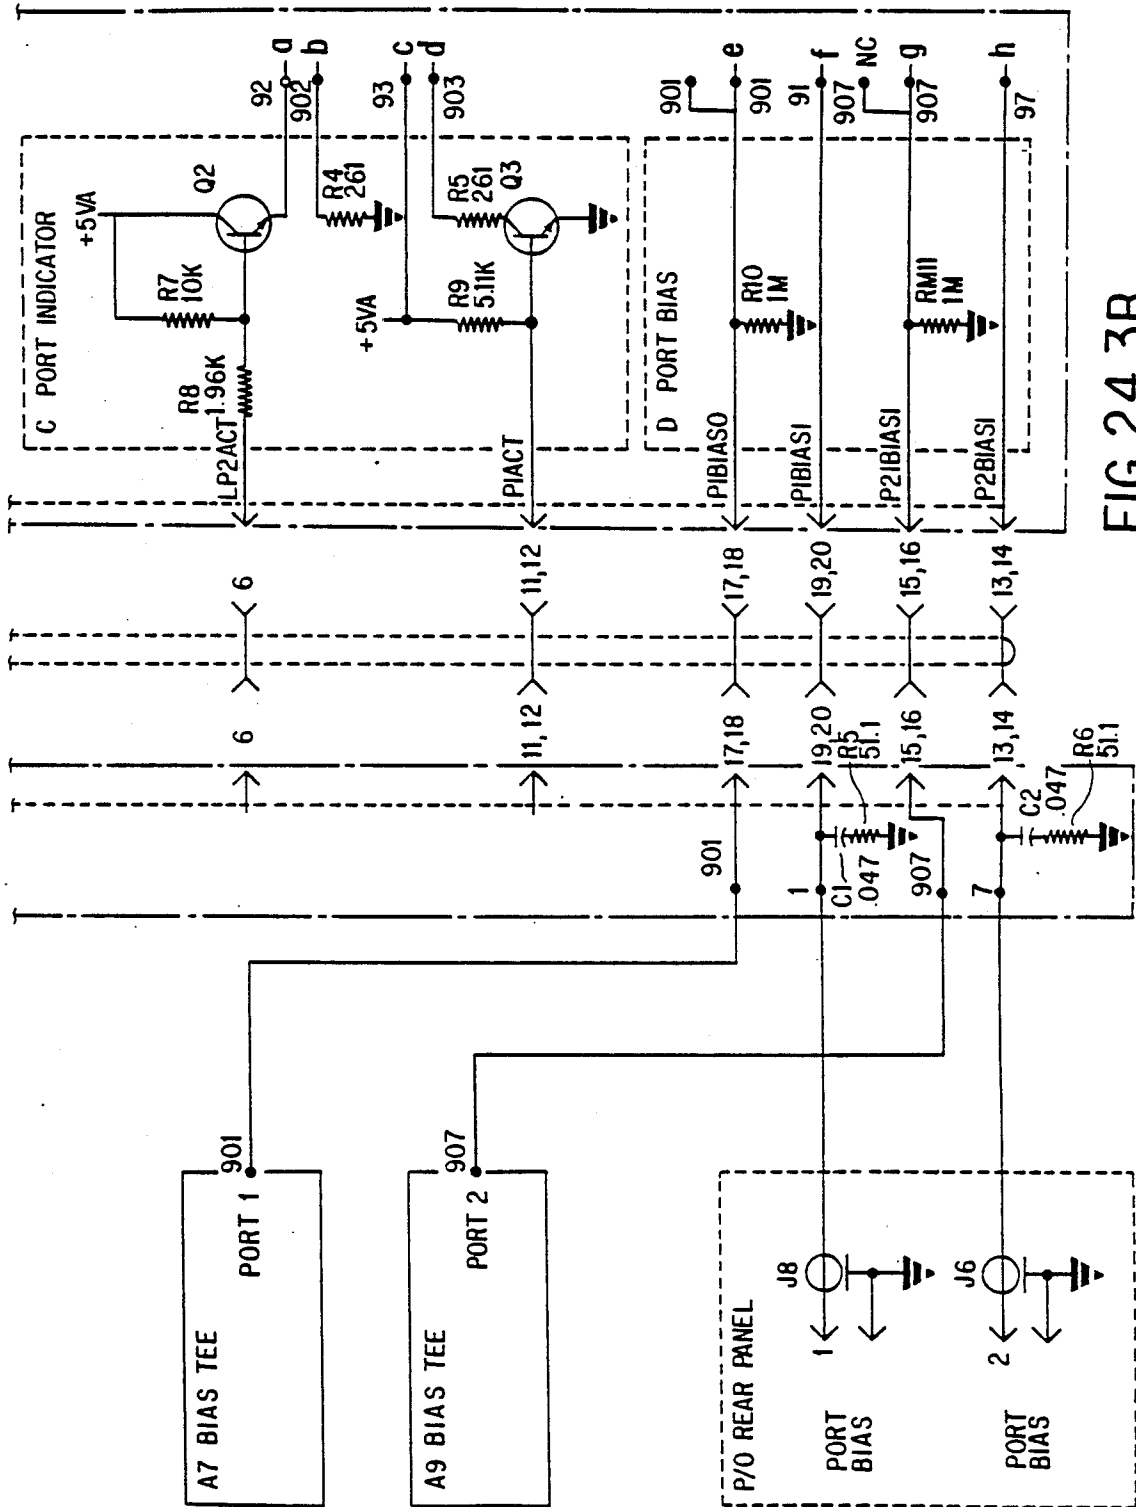 C PORT INDICATOR
+5VA
R7
10K
R8
1.96K
LP2ACT
Q2
92
a
902
b
R4
261
93
c
903
d
+5VA
R9
5.11K
R5
261
Q3
P1ACT
D PORT BIAS
901
e
901
R10
1M
P1BIASO
f
91
P1BIASI
907
NC
g
907
RM11
1M
P21BIASI
h
97
P2BIASI
6
11,12
17,18
19,20
15,16
13,14
6
11,12
17,18
19,20
15,16
13,14
901
1
C1
.047
R5
51.1
907
7
C2
.047
R6
51.1
A7 BIAS TEE
PORT 1
901
A9 BIAS TEE
PORT 2
907
P/O REAR PANEL
J8
1
PORT
BIAS
J6
2
PORT
BIAS
FIG 24.3B